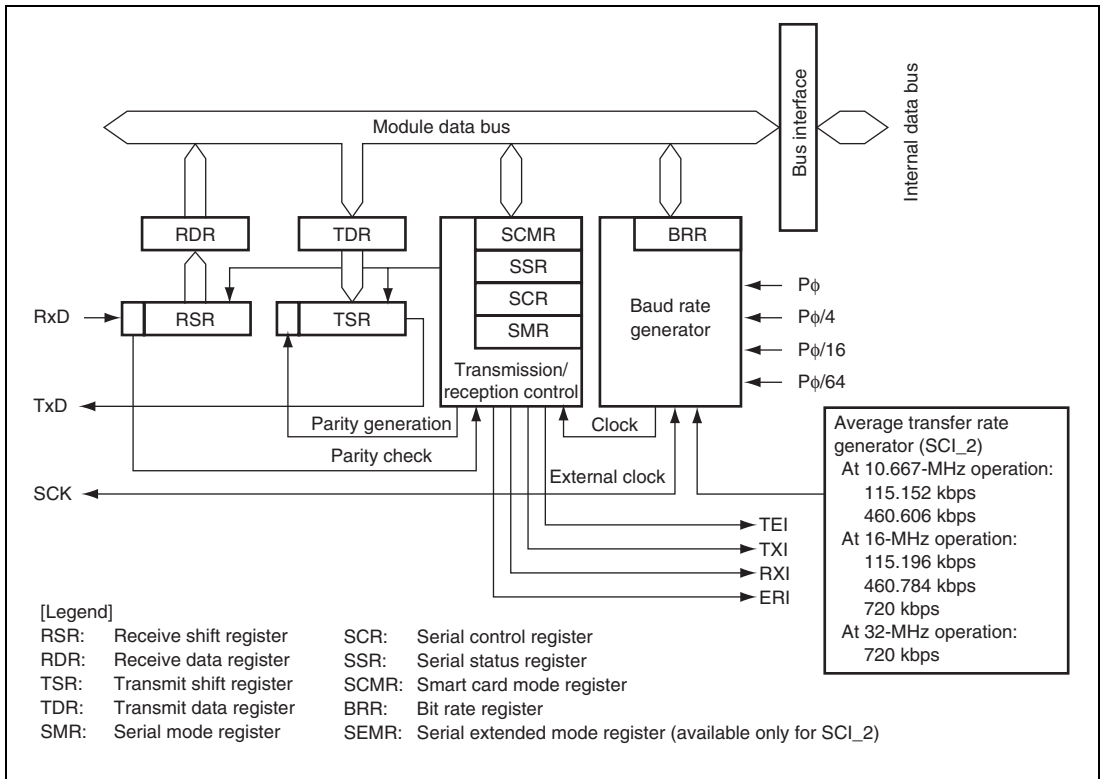 Module data bus
Bus interface
Internal data bus
RDR
TDR
SCMR
BRR
SSR
SCR
SMR
RxD
RSR
TSR
Baud rate
generator
Pϕ
Pϕ/4
Pϕ/16
Pϕ/64
Transmission/
reception control
TxD
Parity generation
Clock
Parity check
External clock
SCK
Average transfer rate
generator (SCI_2)
At 10.667-MHz operation:
115.152 kbps
460.606 kbps
At 16-MHz operation:
115.196 kbps
460.784 kbps
720 kbps
At 32-MHz operation:
720 kbps
TEI
TXI
RXI
ERI
[Legend]
RSR: Receive shift register
RDR: Receive data register
TSR: Transmit shift register
TDR: Transmit data register
SMR: Serial mode register
SCR: Serial control register
SSR: Serial status register
SCMR: Smart card mode register
BRR: Bit rate register
SEMR: Serial extended mode register (available only for SCI_2)